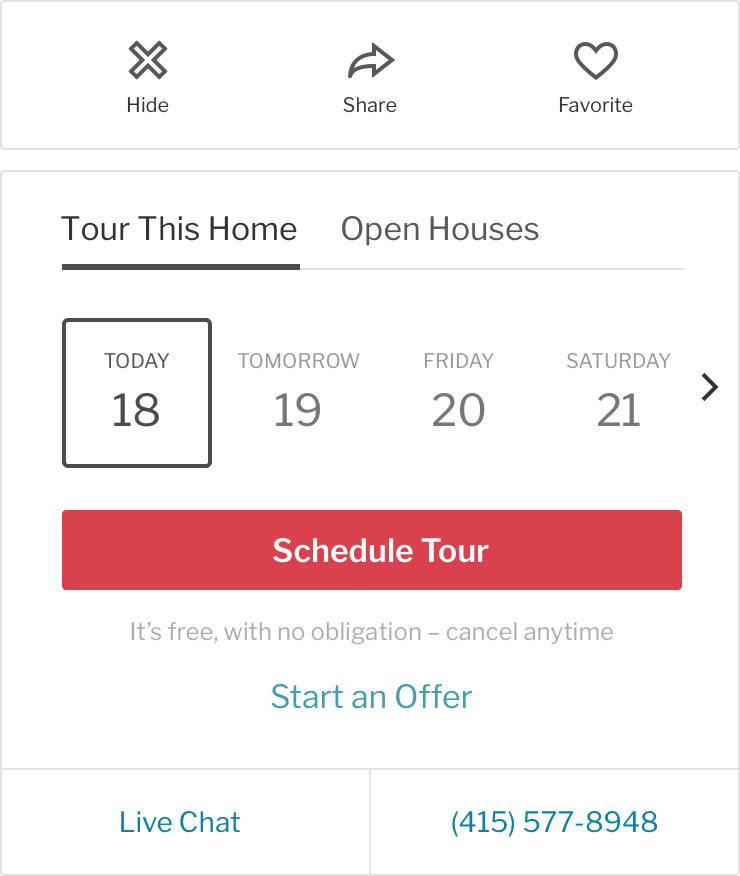 Hide Share Favorite
Tour This Home Open Houses
TODAY TOMORROW FRIDAY SATURDAY
18 19 20 21
Schedule Tour
It's free, with no obligation – cancel anytime
Start an Offer
Live Chat (415) 577-8948